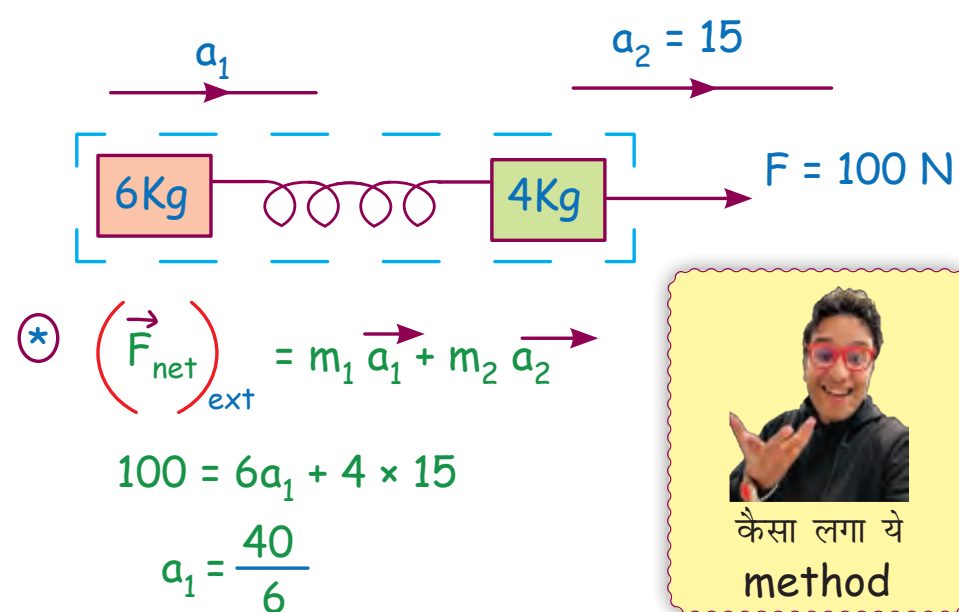 a₁
a₂ = 15
6Kg
4Kg
F = 100 N
* (F⃗net)ext = m₁ a₁⃗ + m₂ a₂⃗
100 = 6a₁ + 4 × 15
a₁ = 40/6
कैसा लगा ये
method